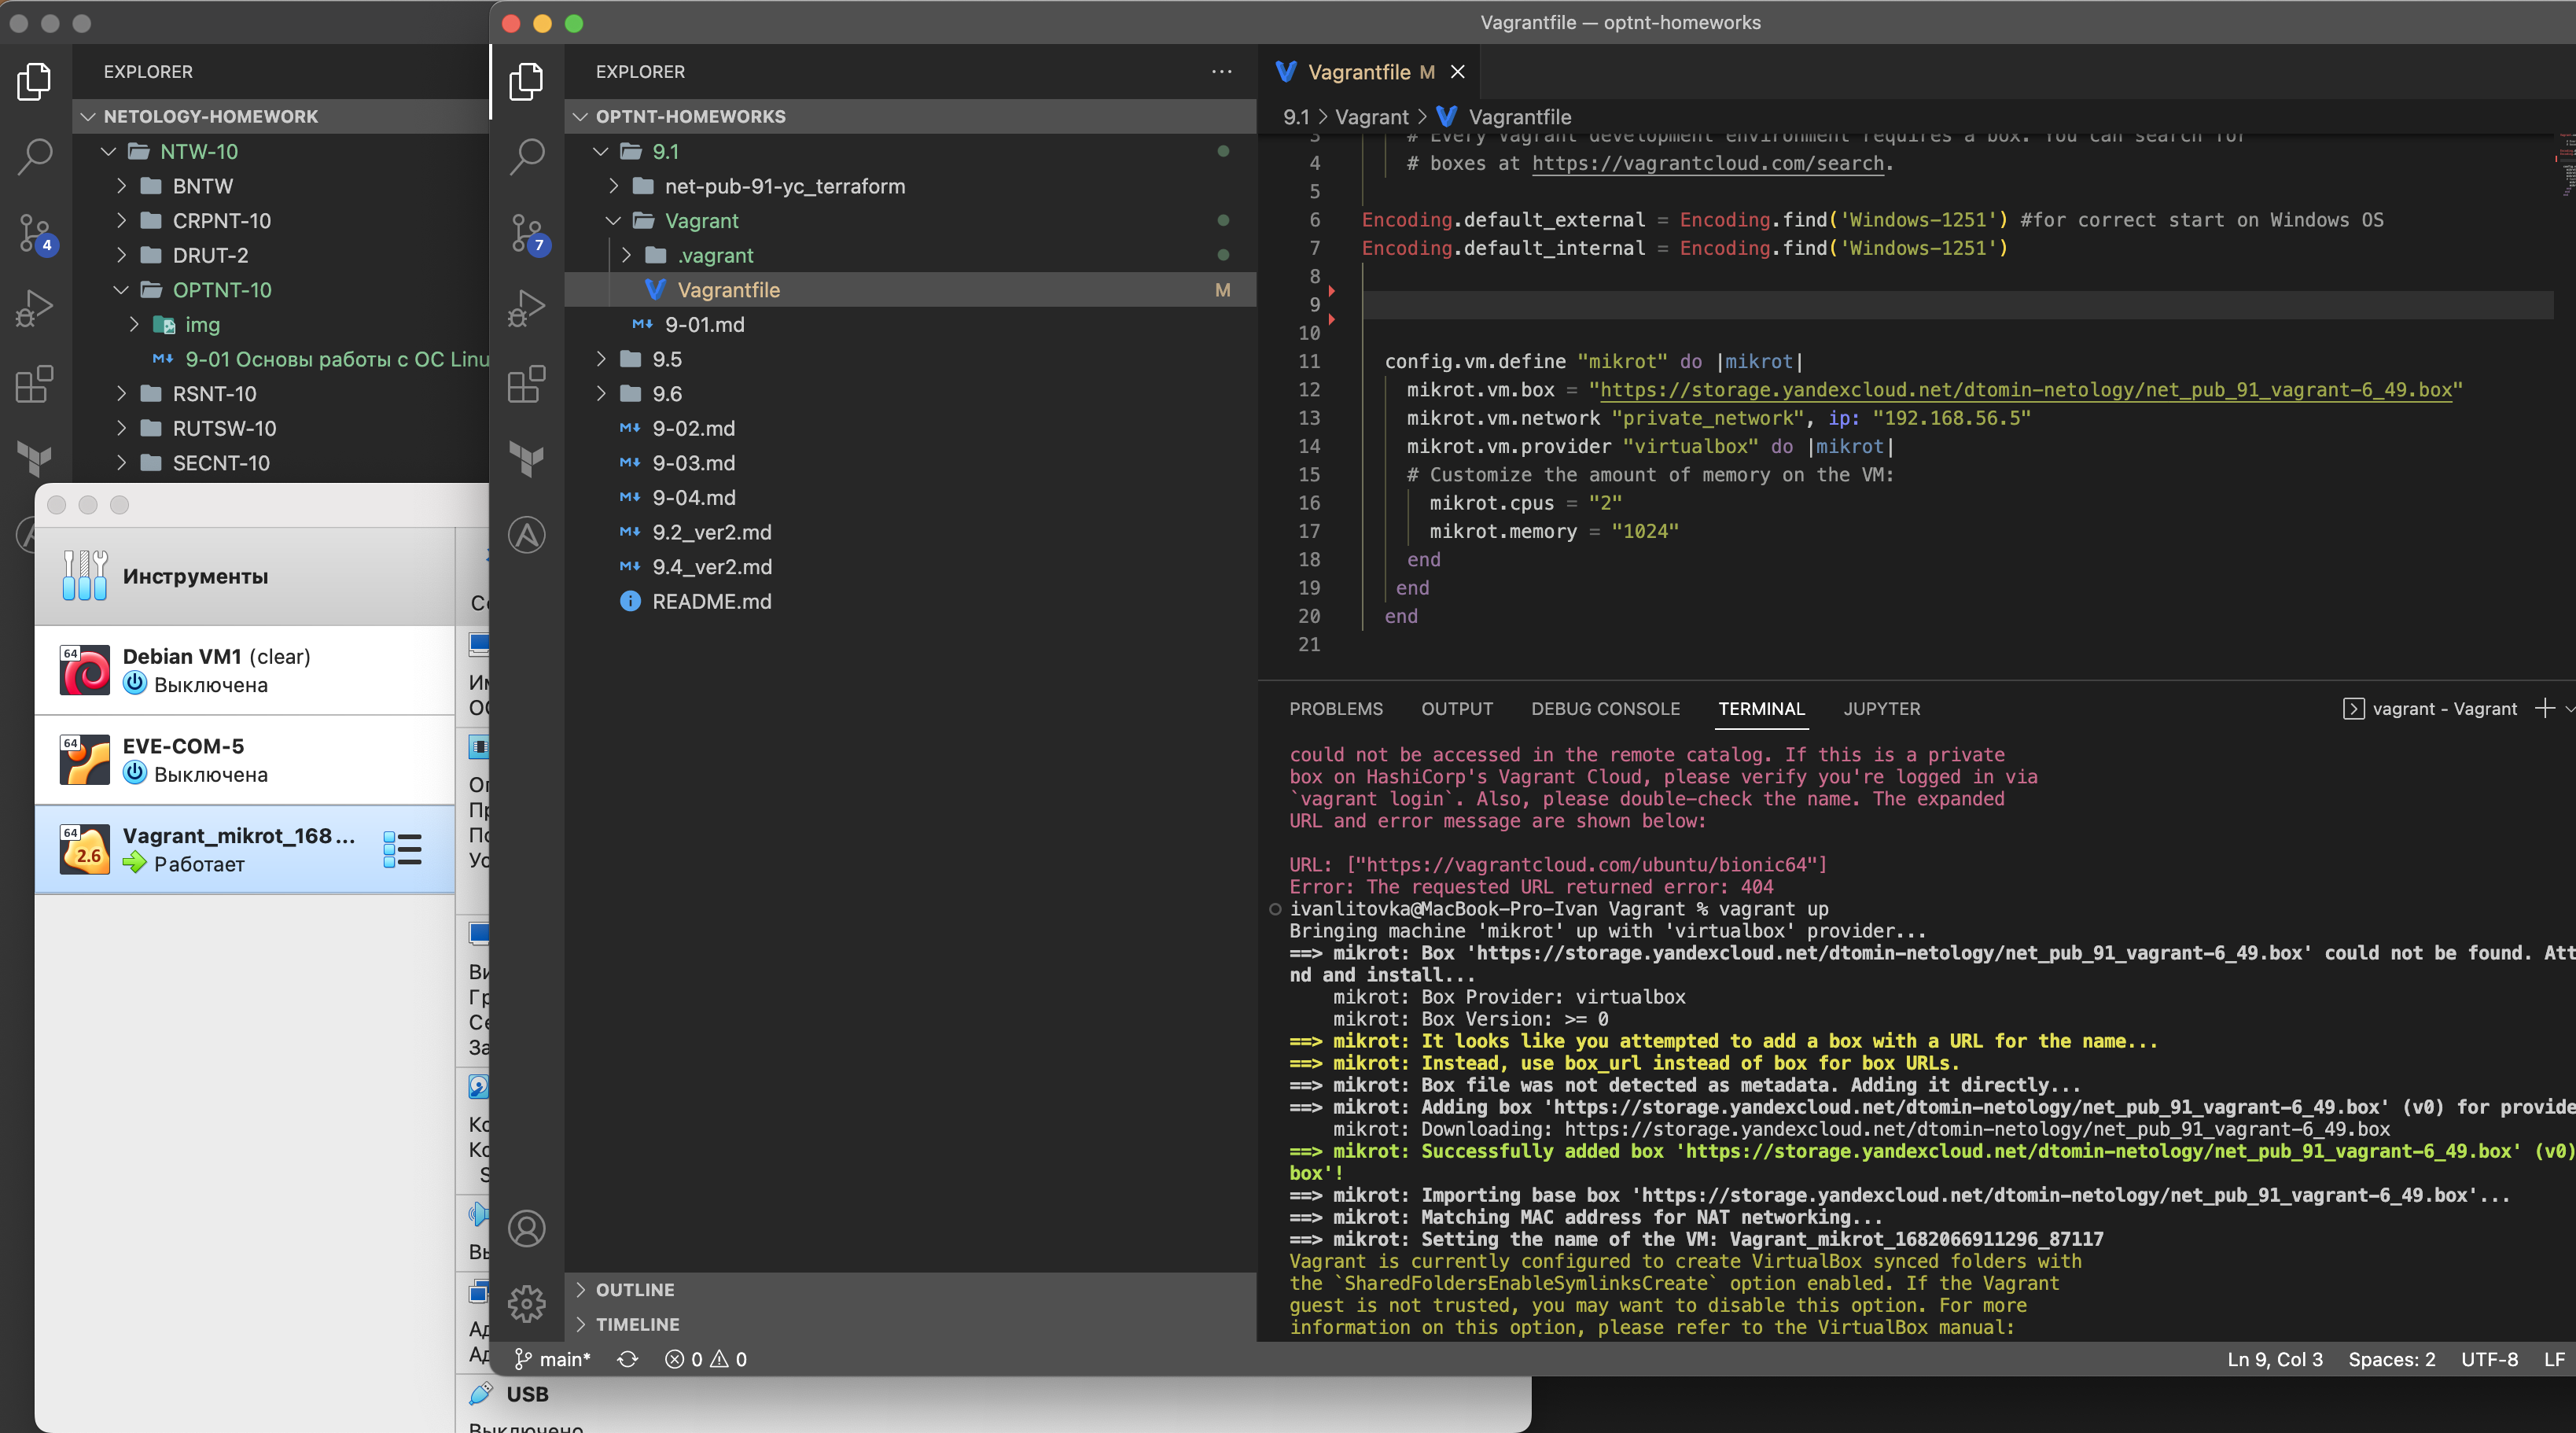 Vagrantfile — optnt-homeworks
EXPLORER
NETOLOGY-HOMEWORK
NTW-10
BNTW
CRPNT-10
DRUT-2
OPTNT-10
img
9-01 Основы работы с ОС Linu
RSNT-10
RUTSW-10
SECNT-10
4
Инструменты
64
Debian VM1 (clear)
Выключена
64
EVE-COM-5
Выключена
64
2.6
Vagrant_mikrot_168...
Работает
USB
Выключено
EXPLORER
7
OPTNT-HOMEWORKS
9.1
net-pub-91-yc_terraform
Vagrant
.vagrant
Vagrantfile M
9-01.md
9.5
9.6
9-02.md
9-03.md
9-04.md
9.2_ver2.md
9.4_ver2.md
README.md
OUTLINE
TIMELINE
main* 0 0
Vagrantfile M
9.1 > Vagrant > Vagrantfile
3 # Every Vagrant development environment requires a box. You can search for
4 # boxes at https://vagrantcloud.com/search.
5
6 Encoding.default_external = Encoding.find('Windows-1251') #for correct start on Windows OS
7 Encoding.default_internal = Encoding.find('Windows-1251')
8
9
10
11 config.vm.define "mikrot" do |mikrot|
12 mikrot.vm.box = "https://storage.yandexcloud.net/dtomin-netology/net_pub_91_vagrant-6_49.box"
13 mikrot.vm.network "private_network", ip: "192.168.56.5"
14 mikrot.vm.provider "virtualbox" do |mikrot|
15 # Customize the amount of memory on the VM:
16 mikrot.cpus = "2"
17 mikrot.memory = "1024"
18 end
19 end
20 end
21
PROBLEMS OUTPUT DEBUG CONSOLE TERMINAL JUPYTER vagrant - Vagrant
could not be accessed in the remote catalog. If this is a private
box on HashiCorp's Vagrant Cloud, please verify you're logged in via
`vagrant login`. Also, please double-check the name. The expanded
URL and error message are shown below:
URL: ["https://vagrantcloud.com/ubuntu/bionic64"]
Error: The requested URL returned error: 404
ivanlitovka@MacBook-Pro-Ivan Vagrant % vagrant up
Bringing machine 'mikrot' up with 'virtualbox' provider...
==> mikrot: Box 'https://storage.yandexcloud.net/dtomin-netology/net_pub_91_vagrant-6_49.box' could not be found. Att
nd and install...
mikrot: Box Provider: virtualbox
mikrot: Box Version: >= 0
==> mikrot: It looks like you attempted to add a box with a URL for the name...
==> mikrot: Instead, use box_url instead of box for box URLs.
==> mikrot: Box file was not detected as metadata. Adding it directly...
==> mikrot: Adding box 'https://storage.yandexcloud.net/dtomin-netology/net_pub_91_vagrant-6_49.box' (v0) for provide
mikrot: Downloading: https://storage.yandexcloud.net/dtomin-netology/net_pub_91_vagrant-6_49.box
==> mikrot: Successfully added box 'https://storage.yandexcloud.net/dtomin-netology/net_pub_91_vagrant-6_49.box' (v0)
box'!
==> mikrot: Importing base box 'https://storage.yandexcloud.net/dtomin-netology/net_pub_91_vagrant-6_49.box'...
==> mikrot: Matching MAC address for NAT networking...
==> mikrot: Setting the name of the VM: Vagrant_mikrot_1682066911296_87117
Vagrant is currently configured to create VirtualBox synced folders with
the `SharedFoldersEnableSymlinksCreate` option enabled. If the Vagrant
guest is not trusted, you may want to disable this option. For more
information on this option, please refer to the VirtualBox manual:
Ln 9, Col 3 Spaces: 2 UTF-8 LF